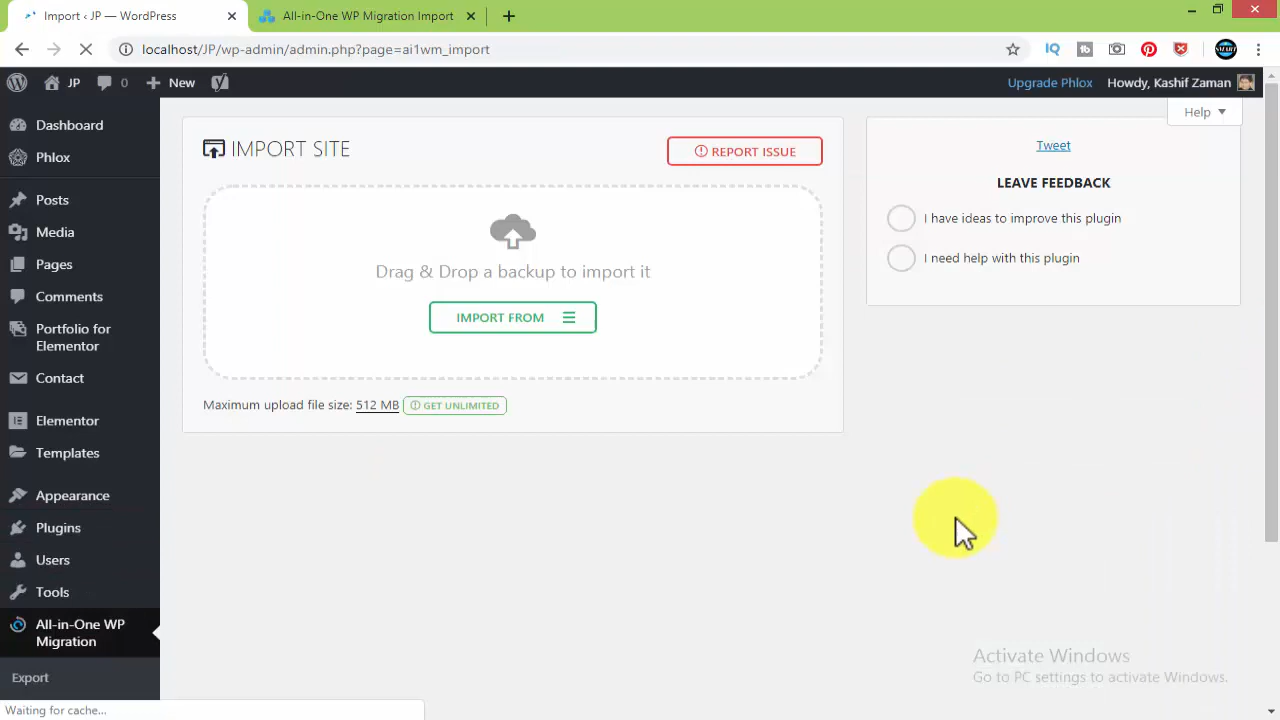 Import ‹ JP — WordPress
All-in-One WP Migration Import
localhost/JP/wp-admin/admin.php?page=ai1wm_import
IQ
tb
JP
0
New
Upgrade Phlox
Howdy, Kashif Zaman
Help
Dashboard
Phlox
Posts
Media
Pages
Comments
Portfolio for
Elementor
Contact
Elementor
Templates
Appearance
Plugins
Users
Tools
All-in-One WP
Migration
Export
Waiting for cache...
IMPORT SITE
REPORT ISSUE
Drag & Drop a backup to import it
IMPORT FROM
Maximum upload file size: 512 MB
GET UNLIMITED
Tweet
LEAVE FEEDBACK
I have ideas to improve this plugin
I need help with this plugin
Activate Windows
Go to PC settings to activate Windows.